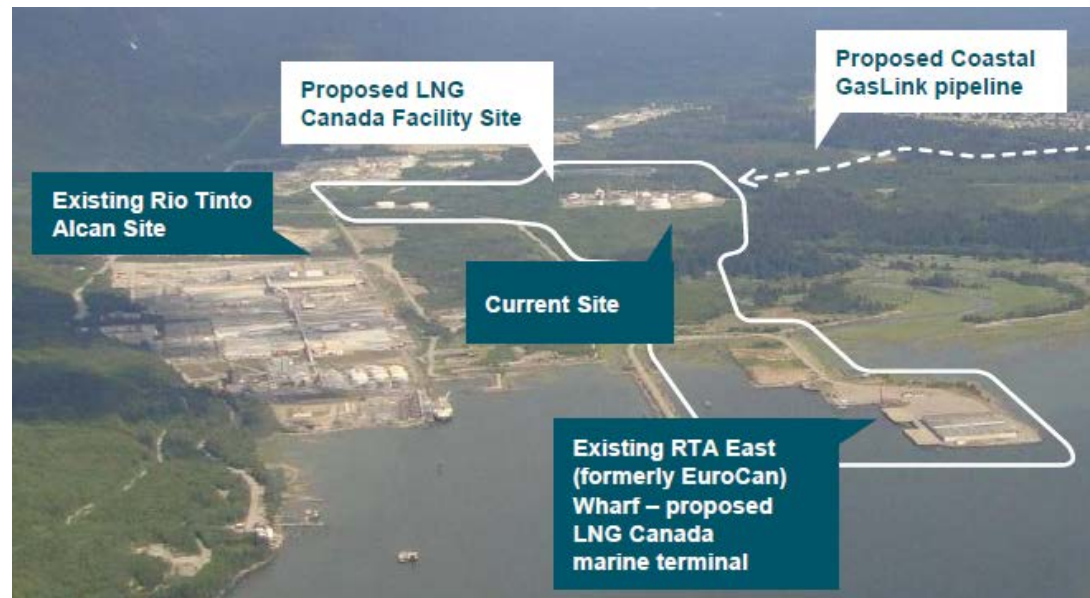 Proposed LNG
Canada Facility Site
Proposed Coastal
GasLink pipeline
Existing Rio Tinto
Alcan Site
Current Site
Existing RTA East
(formerly EuroCan)
Wharf – proposed
LNG Canada
marine terminal